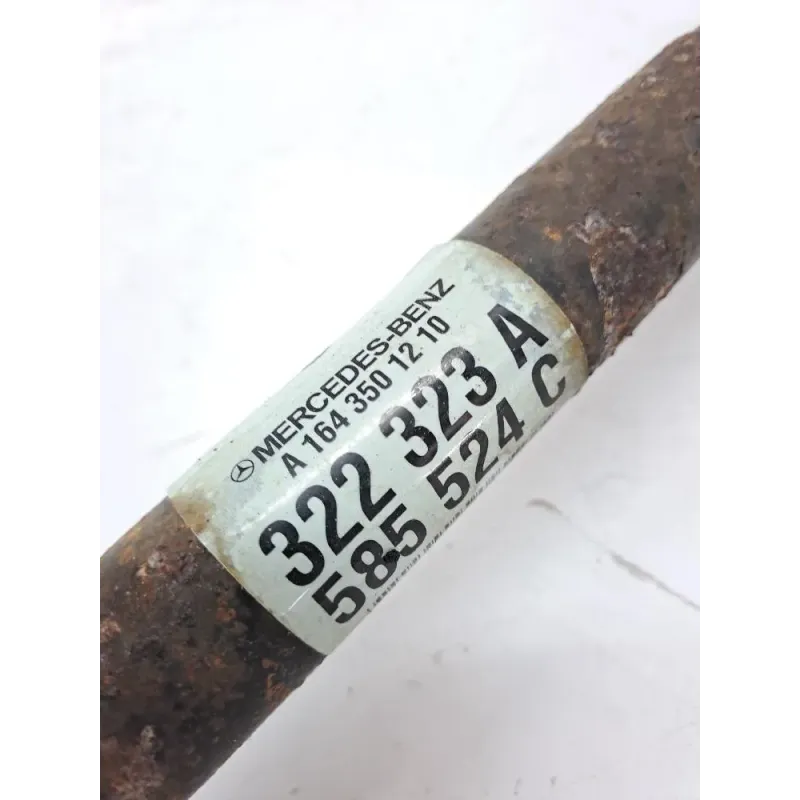 MERCEDES-BENZ
A 164 350 12 10
322 323 A
585 524 C